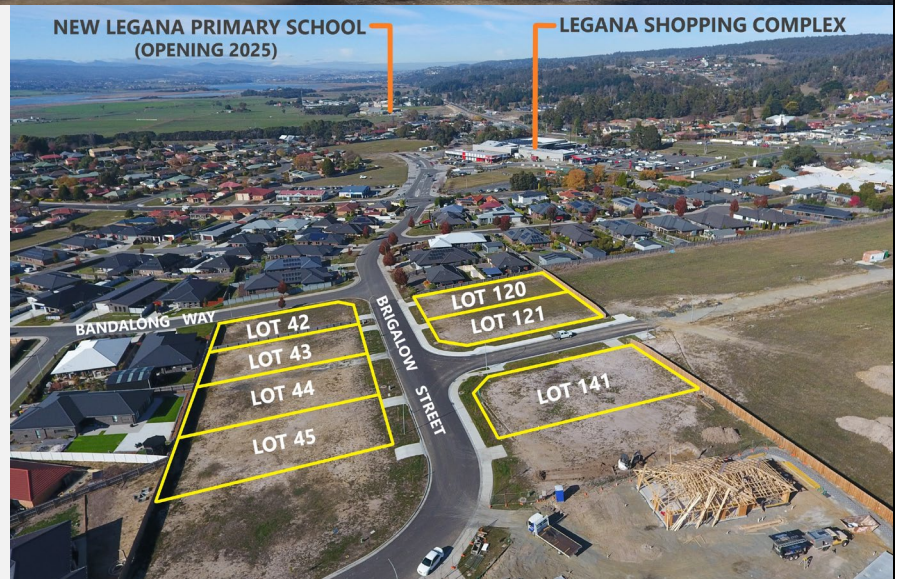 NEW LEGANA PRIMARY SCHOOL
(OPENING 2025)
LEGANA SHOPPING COMPLEX
BANDALONG WAY
BRIGALOW STREET
LOT 42
LOT 43
LOT 44
LOT 45
LOT 120
LOT 121
LOT 141